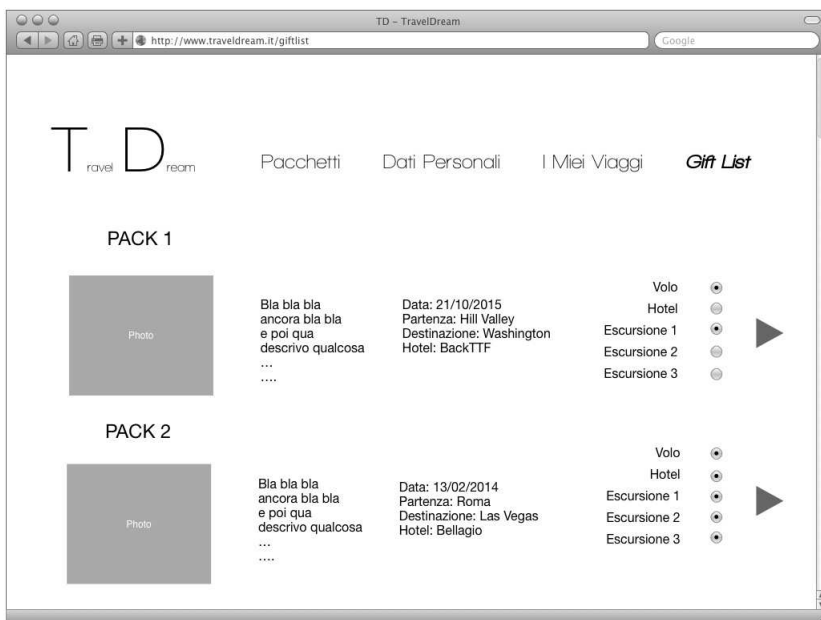 TD - TravelDream
http://www.traveldream.it/giftlist
Google
Travel Dream
Pacchetti
Dati Personali
I Miei Viaggi
Gift List
PACK 1
Photo
Bla bla bla
ancora bla bla
e poi qua
descrivo qualcosa
...
....
Data: 21/10/2015
Partenza: Hill Valley
Destinazione: Washington
Hotel: BackTTF
Volo
Hotel
Escursione 1
Escursione 2
Escursione 3
PACK 2
Photo
Bla bla bla
ancora bla bla
e poi qua
descrivo qualcosa
...
....
Data: 13/02/2014
Partenza: Roma
Destinazione: Las Vegas
Hotel: Bellagio
Volo
Hotel
Escursione 1
Escursione 2
Escursione 3